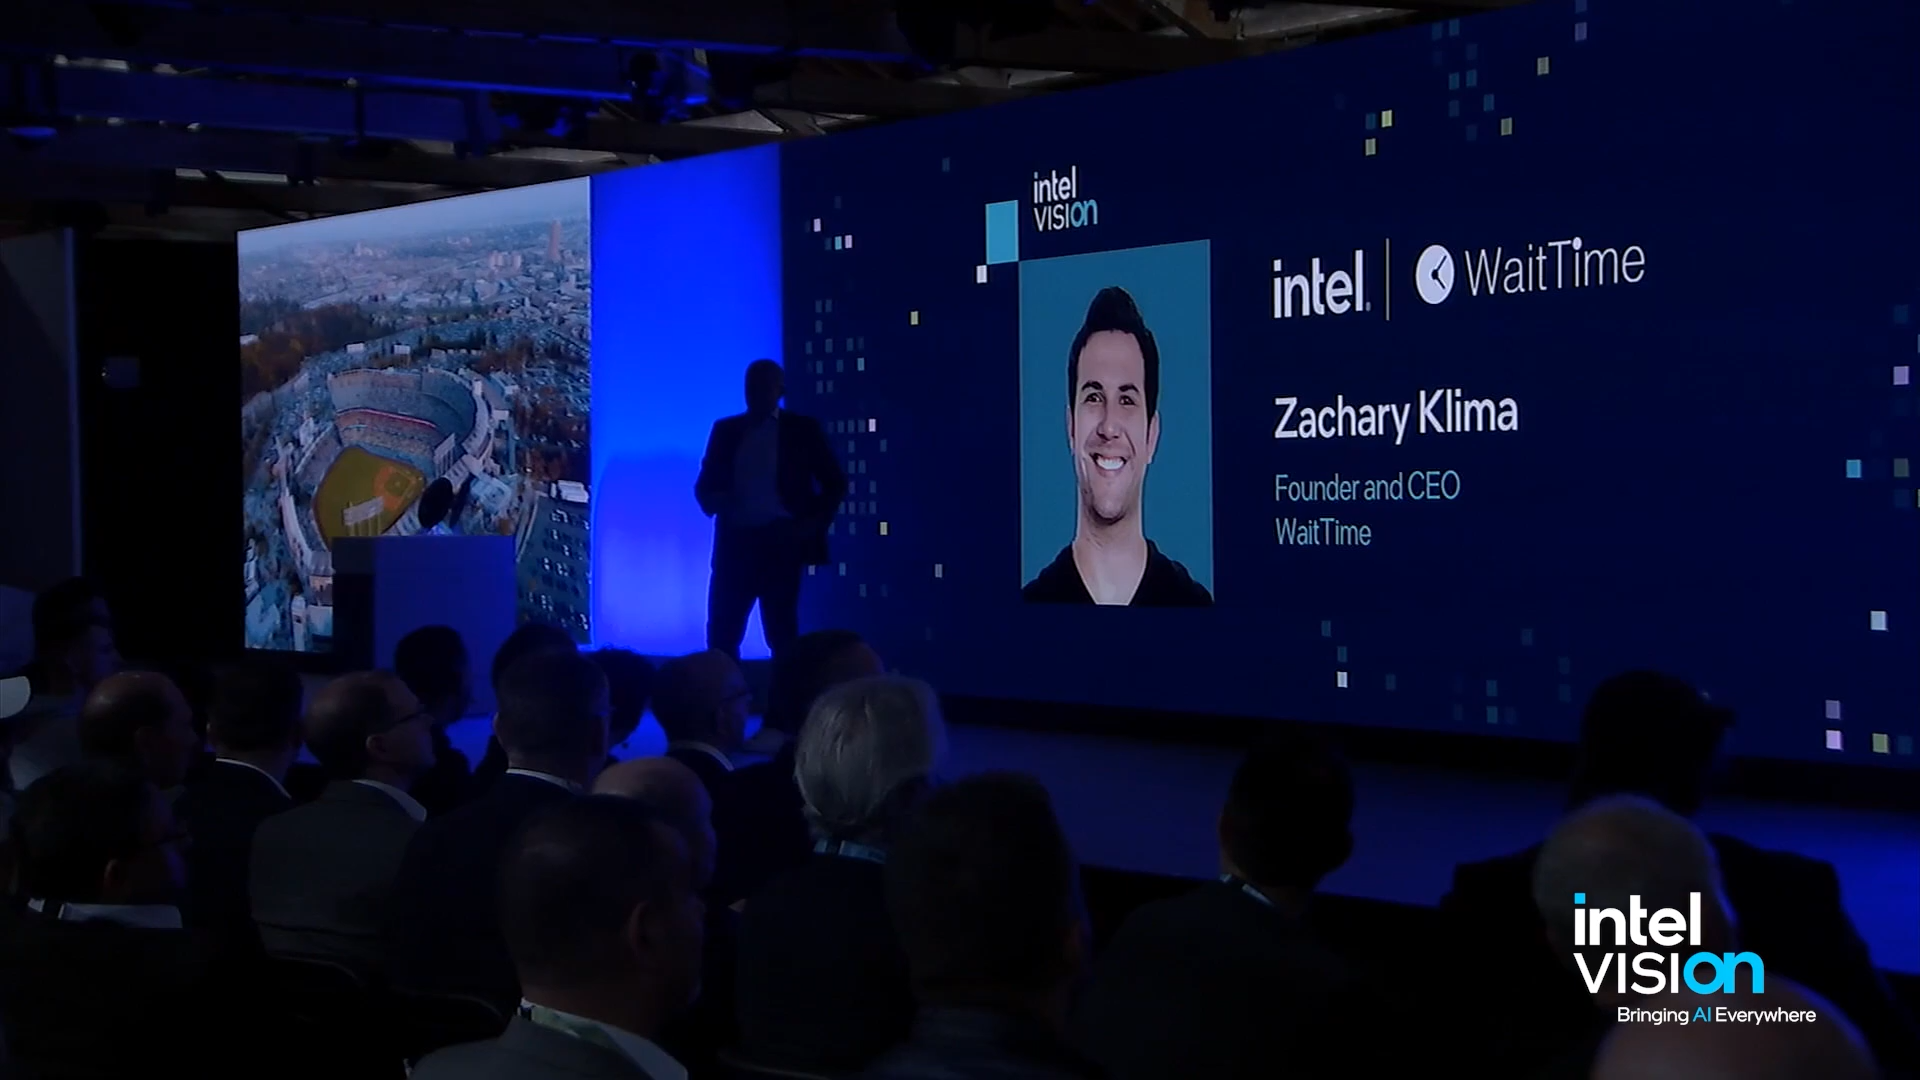 intel
vision
intel. | WaitTime
Zachary Klima
Founder and CEO
WaitTime
intel
vision
Bringing AI Everywhere